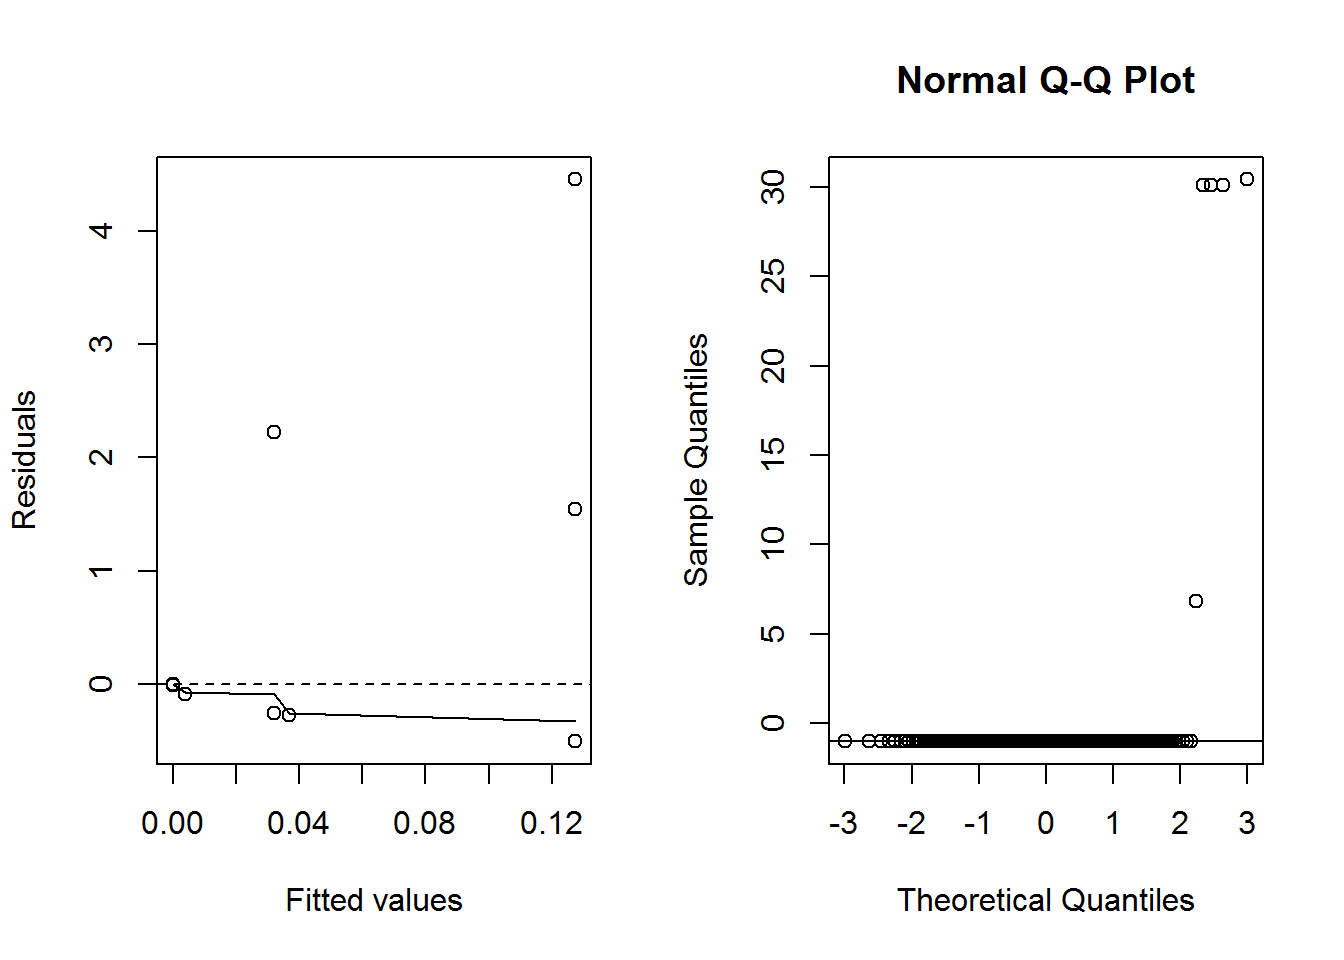 Residuals
4
3
2
1
0
0.00 0.04 0.08 0.12
Fitted values
Normal Q-Q Plot
Sample Quantiles
30
25
20
15
10
5
0
-3 -2 -1 0 1 2 3
Theoretical Quantiles